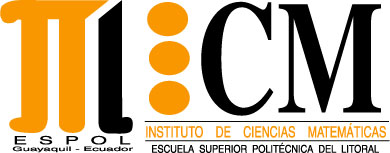 ESPOL
Guayaquil - Ecuador
ICM
INSTITUTO DE CIENCIAS MATEMÁTICAS
ESCUELA SUPERIOR POLITÉCNICA DEL LITORAL